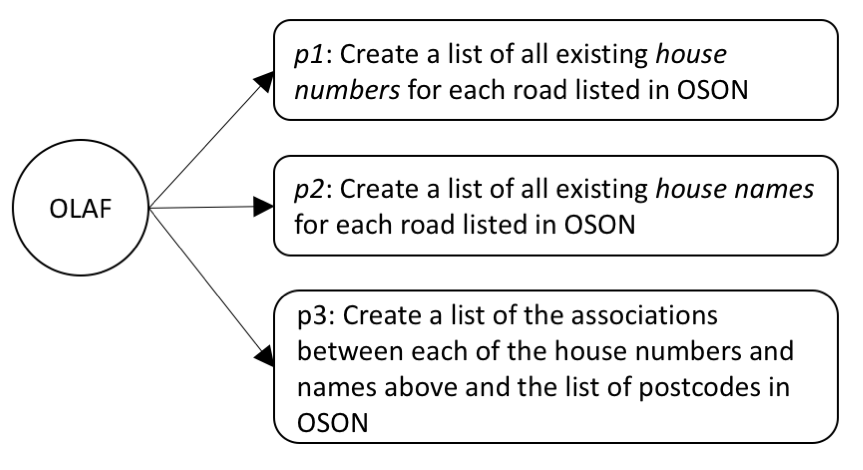 p1: Create a list of all existing house
numbers for each road listed in OSON
OLAF
p2: Create a list of all existing house names
for each road listed in OSON
p3: Create a list of the associations
between each of the house numbers and
names above and the list of postcodes in
OSON